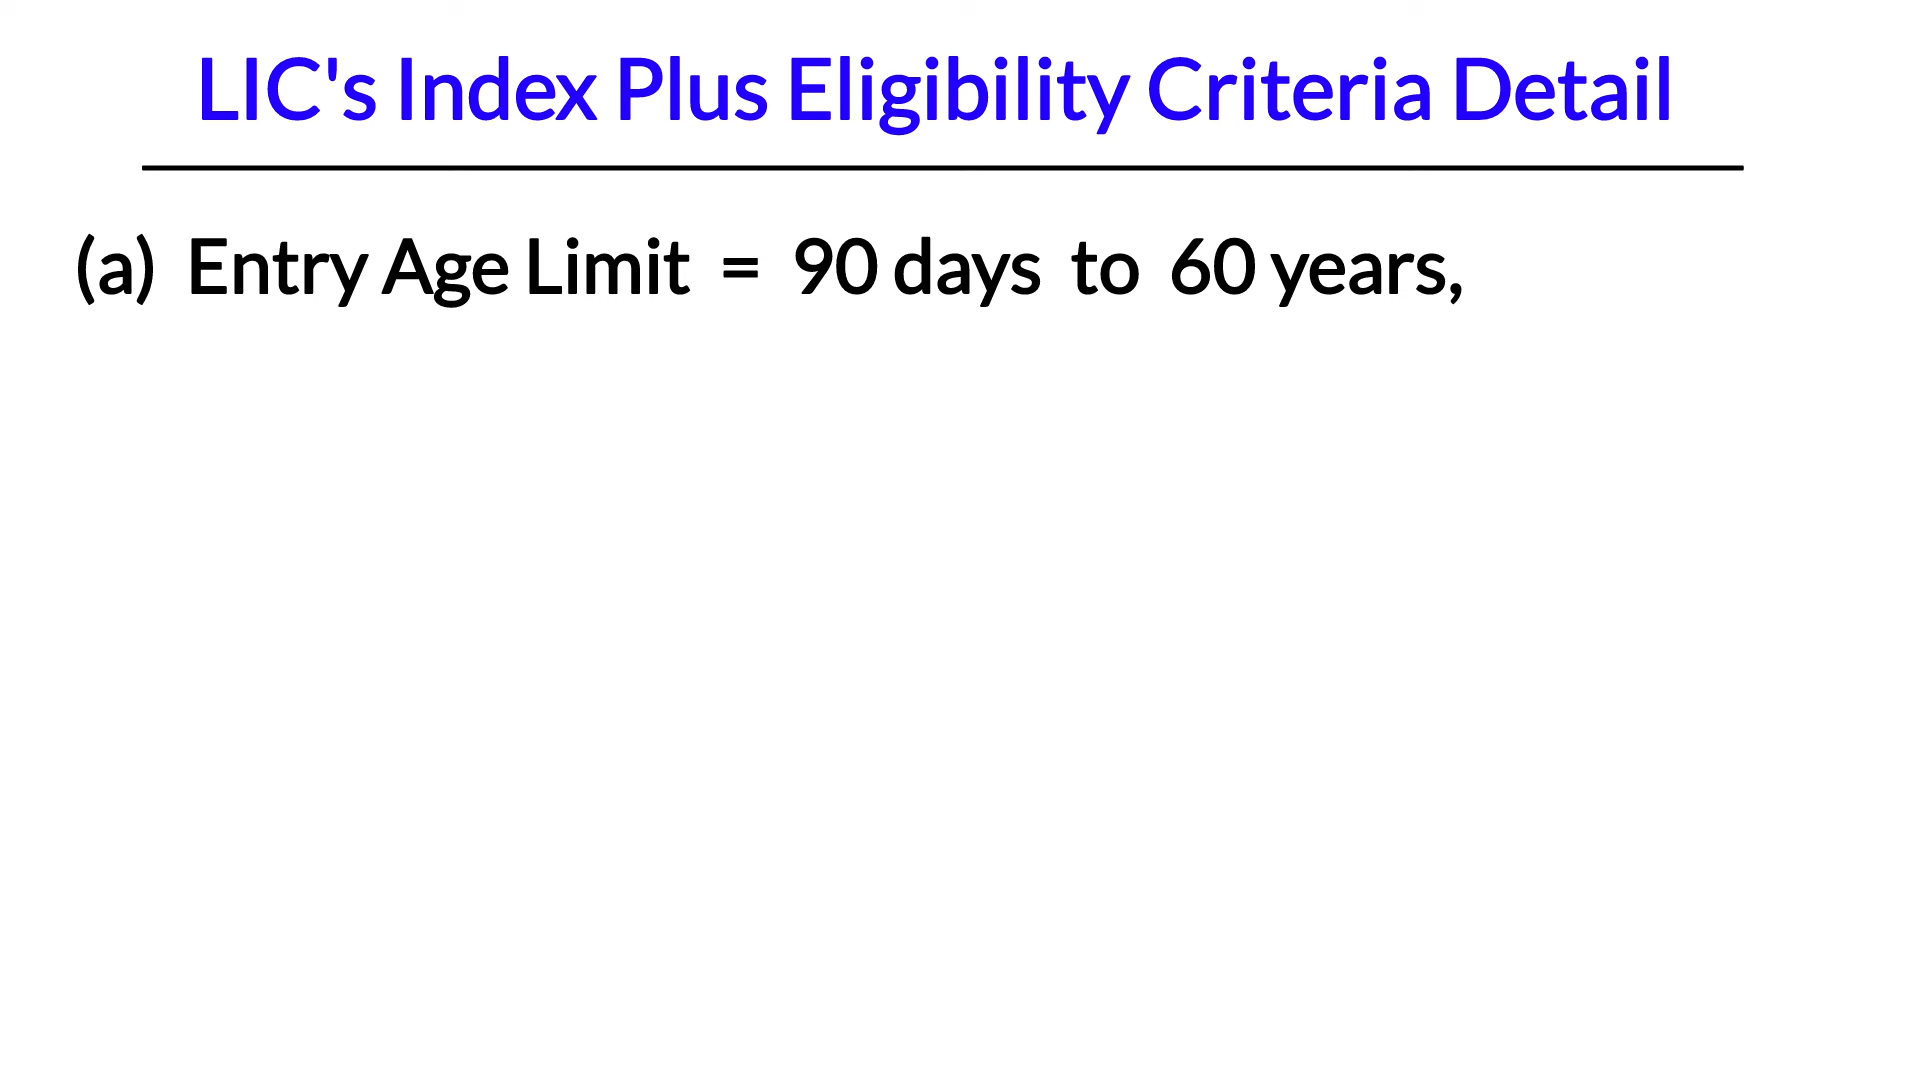 LIC's Index Plus Eligibility Criteria Detail
(a) Entry Age Limit = 90 days to 60 years,